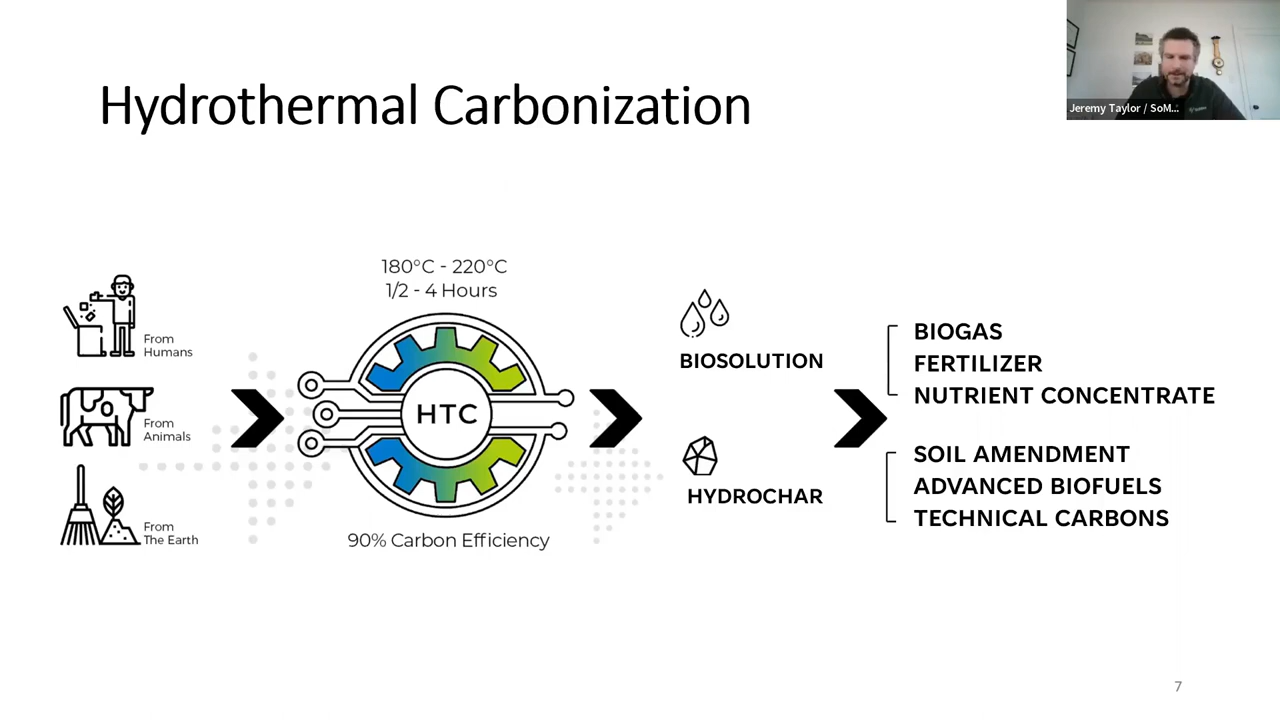 Hydrothermal Carbonization
Jeremy Taylor / SoM...
180°C - 220°C
1/2 - 4 Hours
From
Humans
From
Animals
From
The Earth
HTC
90% Carbon Efficiency
BIOSOLUTION
HYDROCHAR
BIOGAS
FERTILIZER
NUTRIENT CONCENTRATE
SOIL AMENDMENT
ADVANCED BIOFUELS
TECHNICAL CARBONS
7